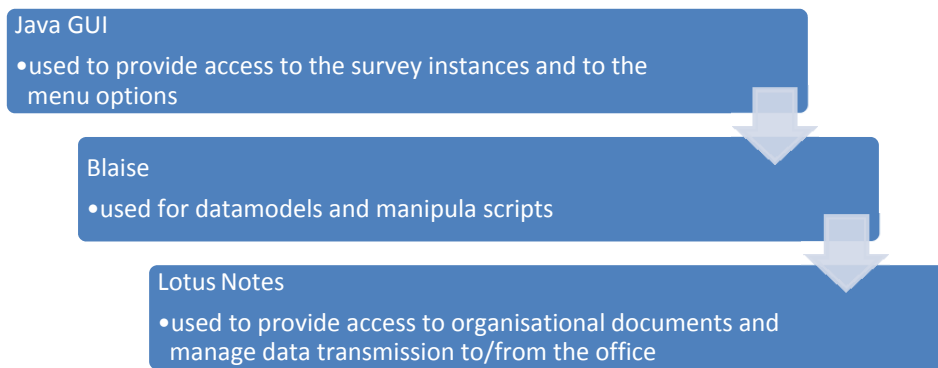 Java GUI
•used to provide access to the survey instances and to the
menu options
Blaise
•used for datamodels and manipula scripts
Lotus Notes
•used to provide access to organisational documents and
manage data transmission to/from the office